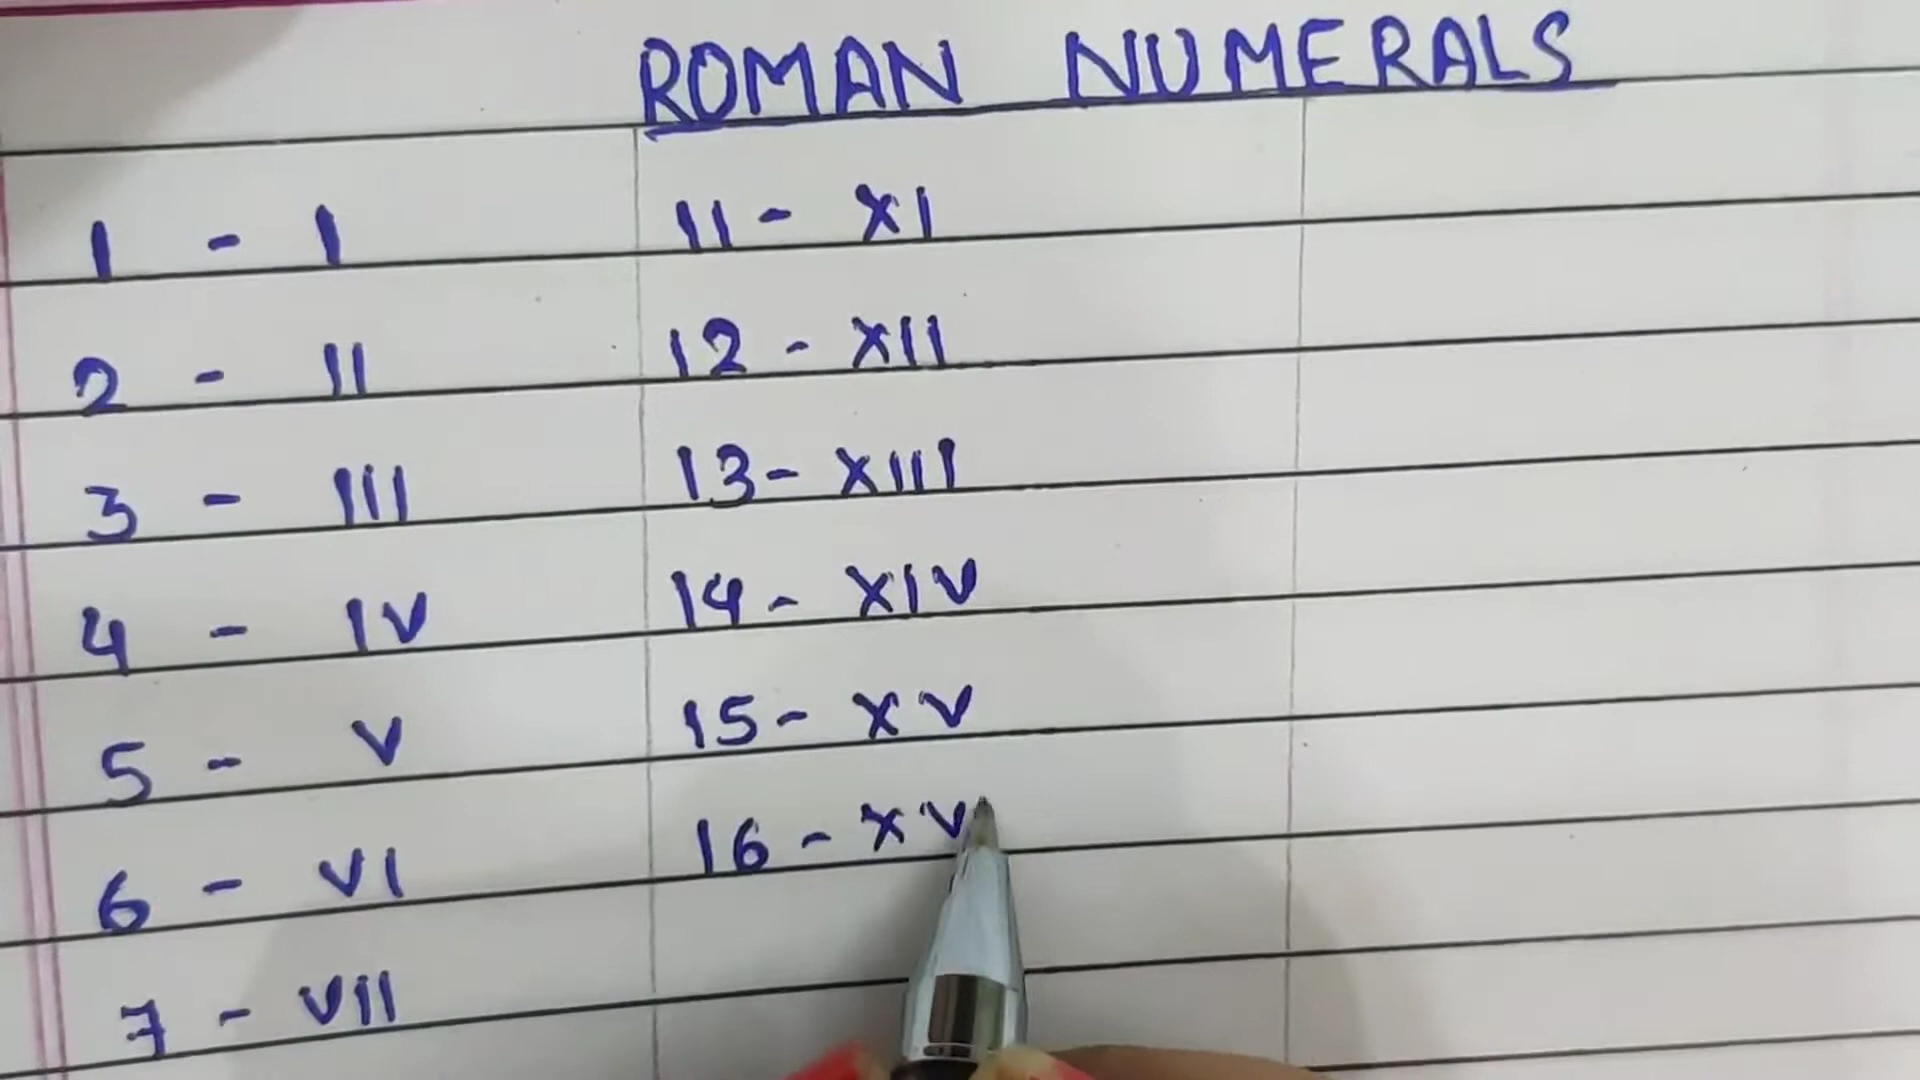 ROMAN NUMERALS
1 - I
2 - II
3 - III
4 - IV
5 - V
6 - VI
7 - VII
11 - XI
12 - XII
13 - XIII
14 - XIV
15 - XV
16 - XV